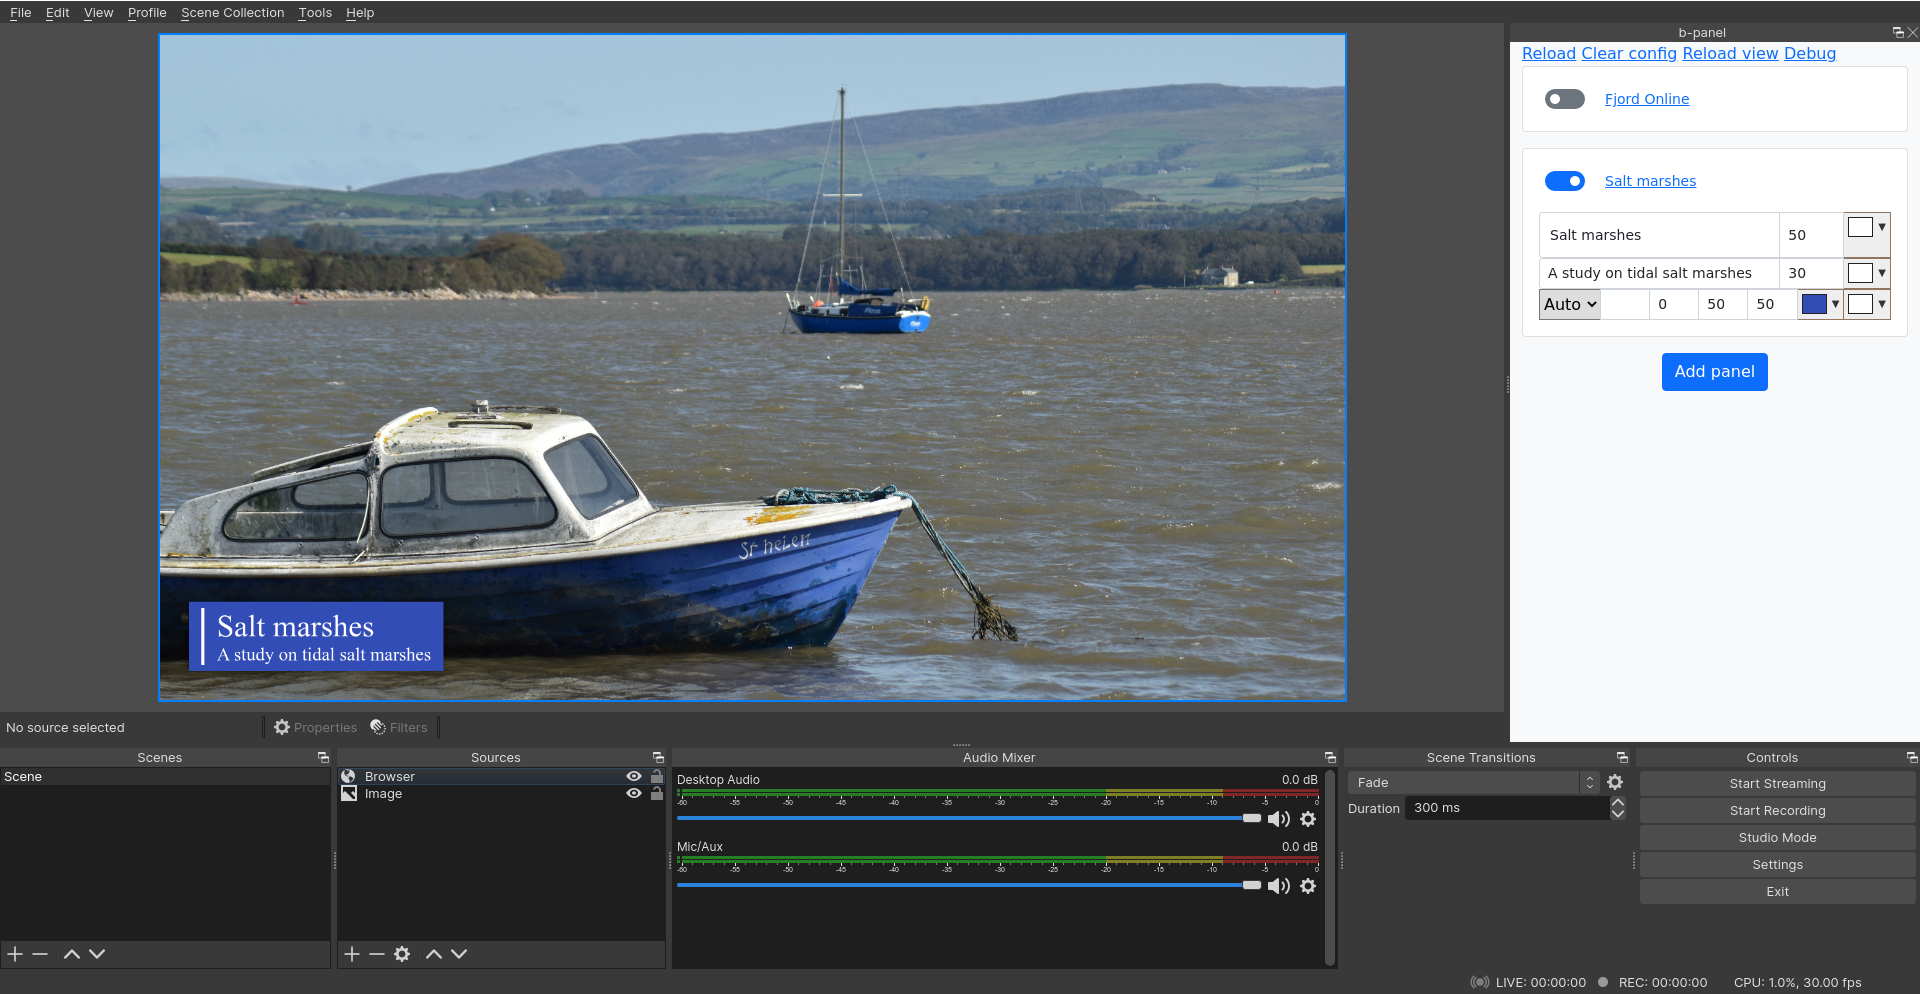 File Edit View Profile Scene Collection Tools Help
b-panel
Reload Clear config Reload view Debug
Fjord Online
Salt marshes
Salt marshes 50
A study on tidal salt marshes 30
Auto 0 50 50
Add panel
St helen
Salt marshes
A study on tidal salt marshes
No source selected Properties Filters
Scenes
Scene
Sources
Browser
Image
Audio Mixer
Desktop Audio 0.0 dB
-60 -55 -50 -45 -40 -35 -30 -25 -20 -15 -10 -5 0
Mic/Aux 0.0 dB
-60 -55 -50 -45 -40 -35 -30 -25 -20 -15 -10 -5 0
Scene Transitions
Fade
Duration 300 ms
Controls
Start Streaming
Start Recording
Studio Mode
Settings
Exit
LIVE: 00:00:00 REC: 00:00:00 CPU: 1.0%, 30.00 fps